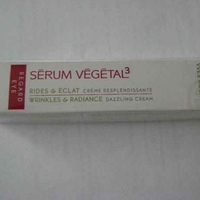 REGARD
EYE
SÉRUM VÉGÉTAL3
RIDES & ÉCLAT CRÈME RESPLENDISSANTE
WRINKLES & RADIANCE DAZZLING CREAM